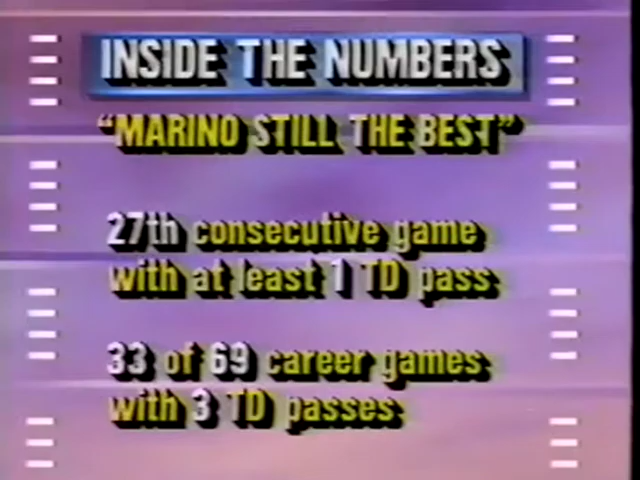 INSIDE THE NUMBERS
"MARINO STILL THE BEST"
27th consecutive game
with at least 1 TD pass
33 of 69 career games
with 3 TD passes